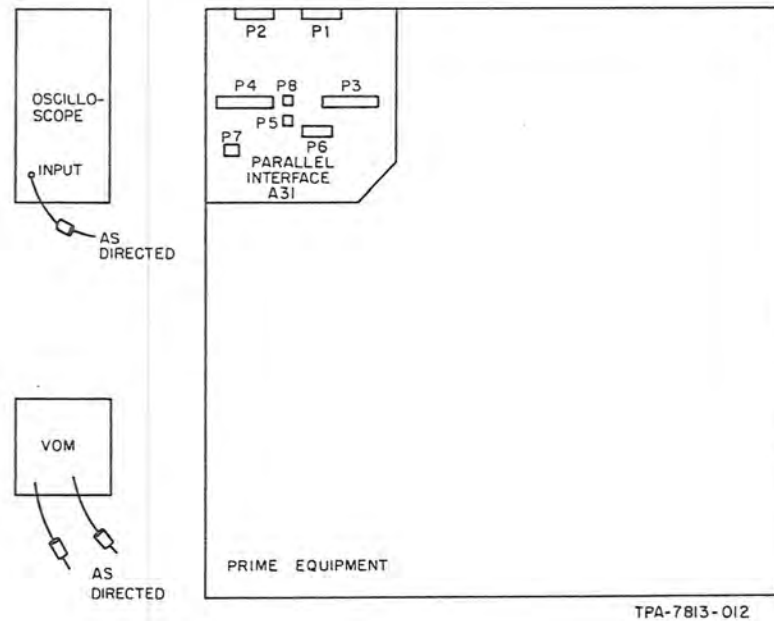 OSCILLO-
SCOPE
INPUT
AS
DIRECTED
P2
P1
P4
P8
P3
P5
P6
P7
PARALLEL
INTERFACE
A31
VOM
AS
DIRECTED
PRIME EQUIPMENT
TPA-7813-012